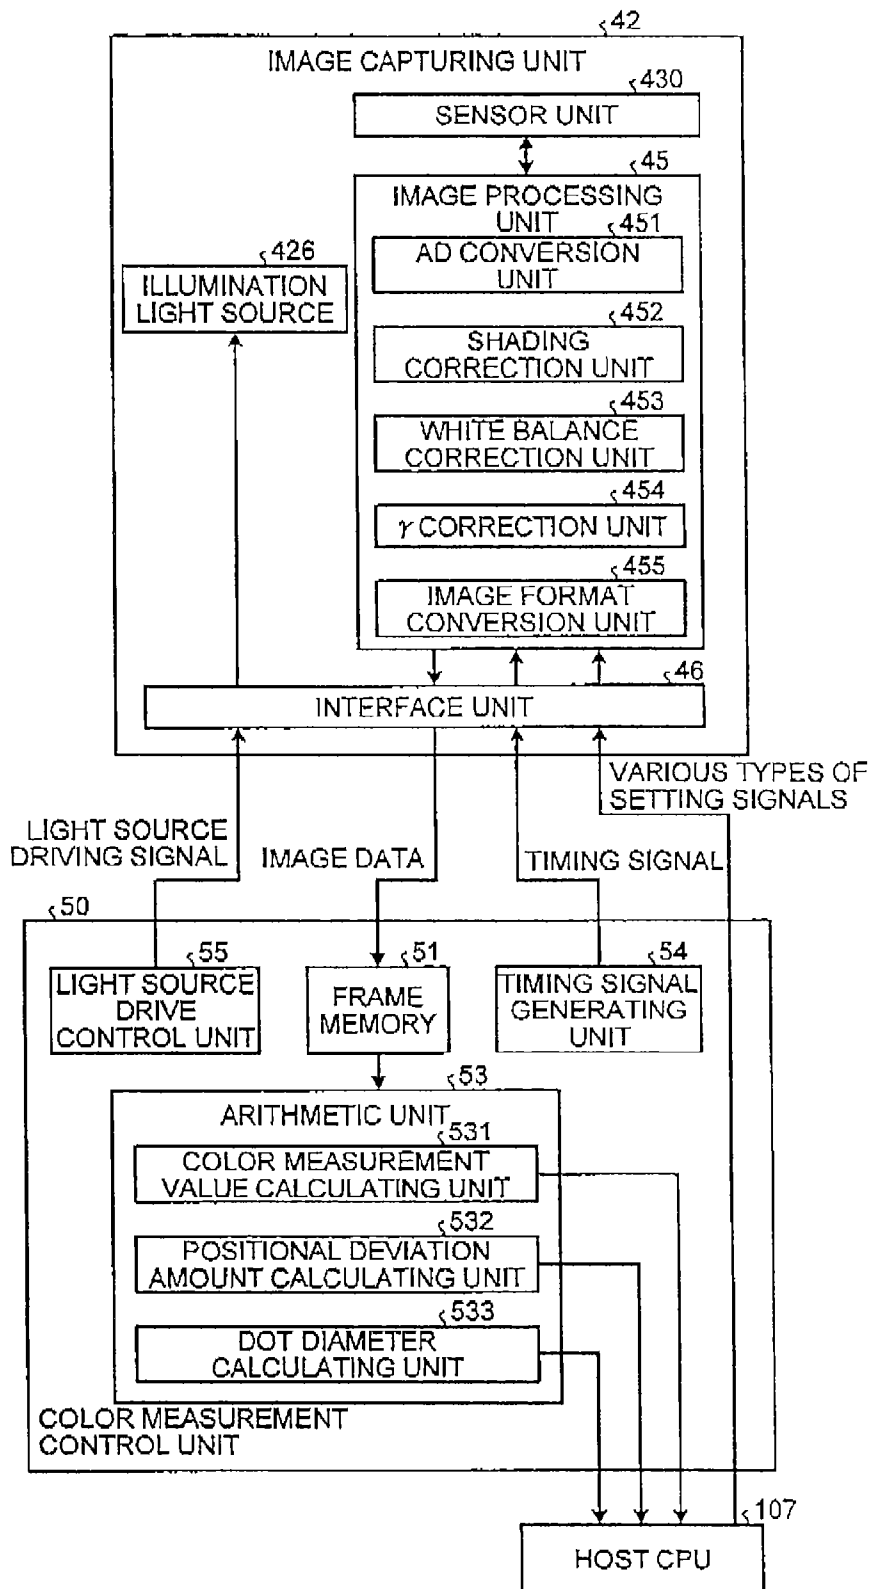 42
IMAGE CAPTURING UNIT
430
SENSOR UNIT
45
IMAGE PROCESSING
UNIT
451
AD CONVERSION
UNIT
426
ILLUMINATION
LIGHT SOURCE
452
SHADING
CORRECTION UNIT
453
WHITE BALANCE
CORRECTION UNIT
454
γ CORRECTION UNIT
455
IMAGE FORMAT
CONVERSION UNIT
46
INTERFACE UNIT
VARIOUS TYPES OF
SETTING SIGNALS
LIGHT SOURCE
DRIVING SIGNAL
IMAGE DATA
TIMING SIGNAL
50
55
LIGHT SOURCE
DRIVE
CONTROL UNIT
51
FRAME
MEMORY
54
TIMING SIGNAL
GENERATING
UNIT
53
ARITHMETIC UNIT
531
COLOR MEASUREMENT
VALUE CALCULATING UNIT
532
POSITIONAL DEVIATION
AMOUNT CALCULATING UNIT
533
DOT DIAMETER
CALCULATING UNIT
COLOR MEASUREMENT
CONTROL UNIT
107
HOST CPU